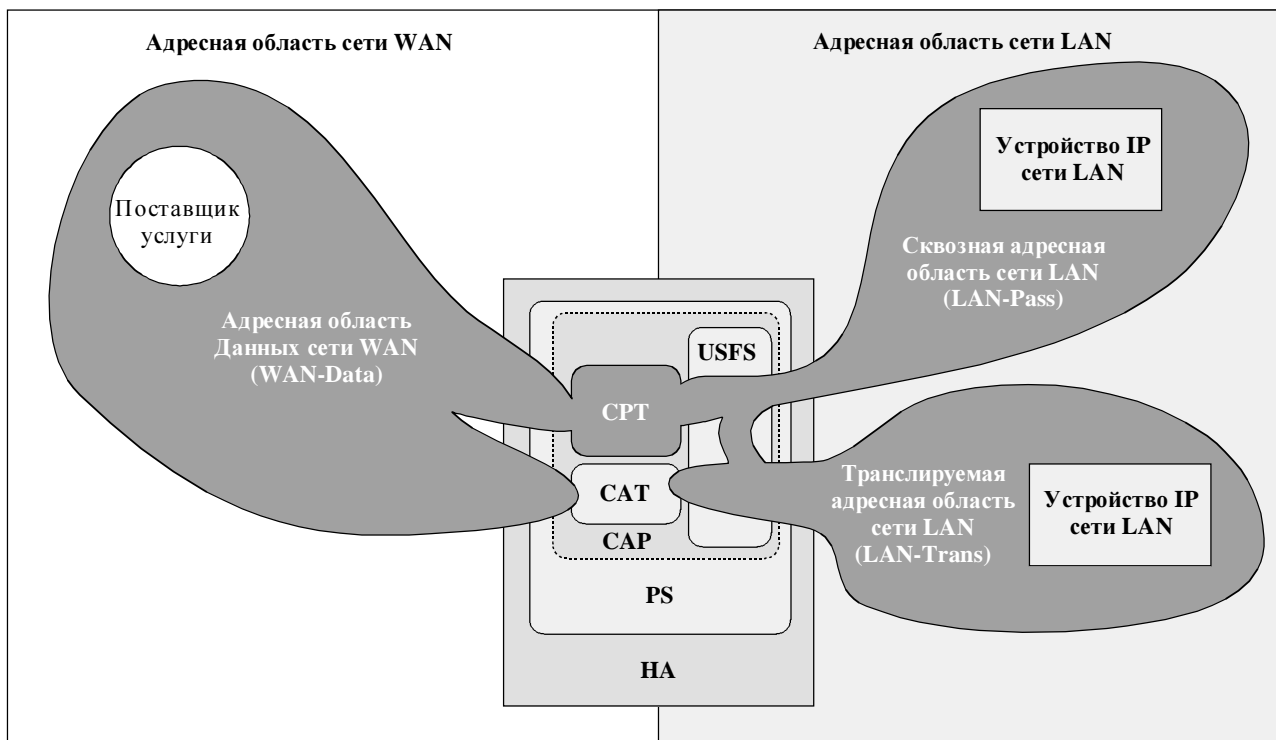 Адресная область сети WAN
Адресная область сети LAN
Устройство IP
сети LAN
Поставщик
услуги
Сквозная адресная
область сети LAN
(LAN-Pass)
Адресная область
Данных сети WAN
(WAN-Data)
USFS
CPT
CAT
CAP
Транслируемая
адресная область
сети LAN
(LAN-Trans)
Устройство IP
сети LAN
PS
HA